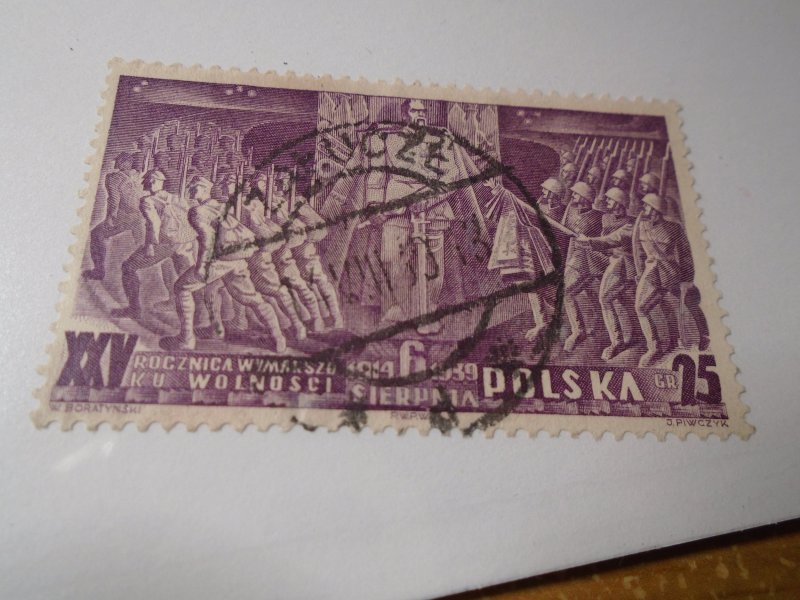 XXV ROCZNICA WYMARSZU
KU WOLNOŚCI
1914 6 1939
SIERPNIA
POLSKA
GR 25
W. BORATYŃSKI
P.W.P.W.
J. PIWCZYK